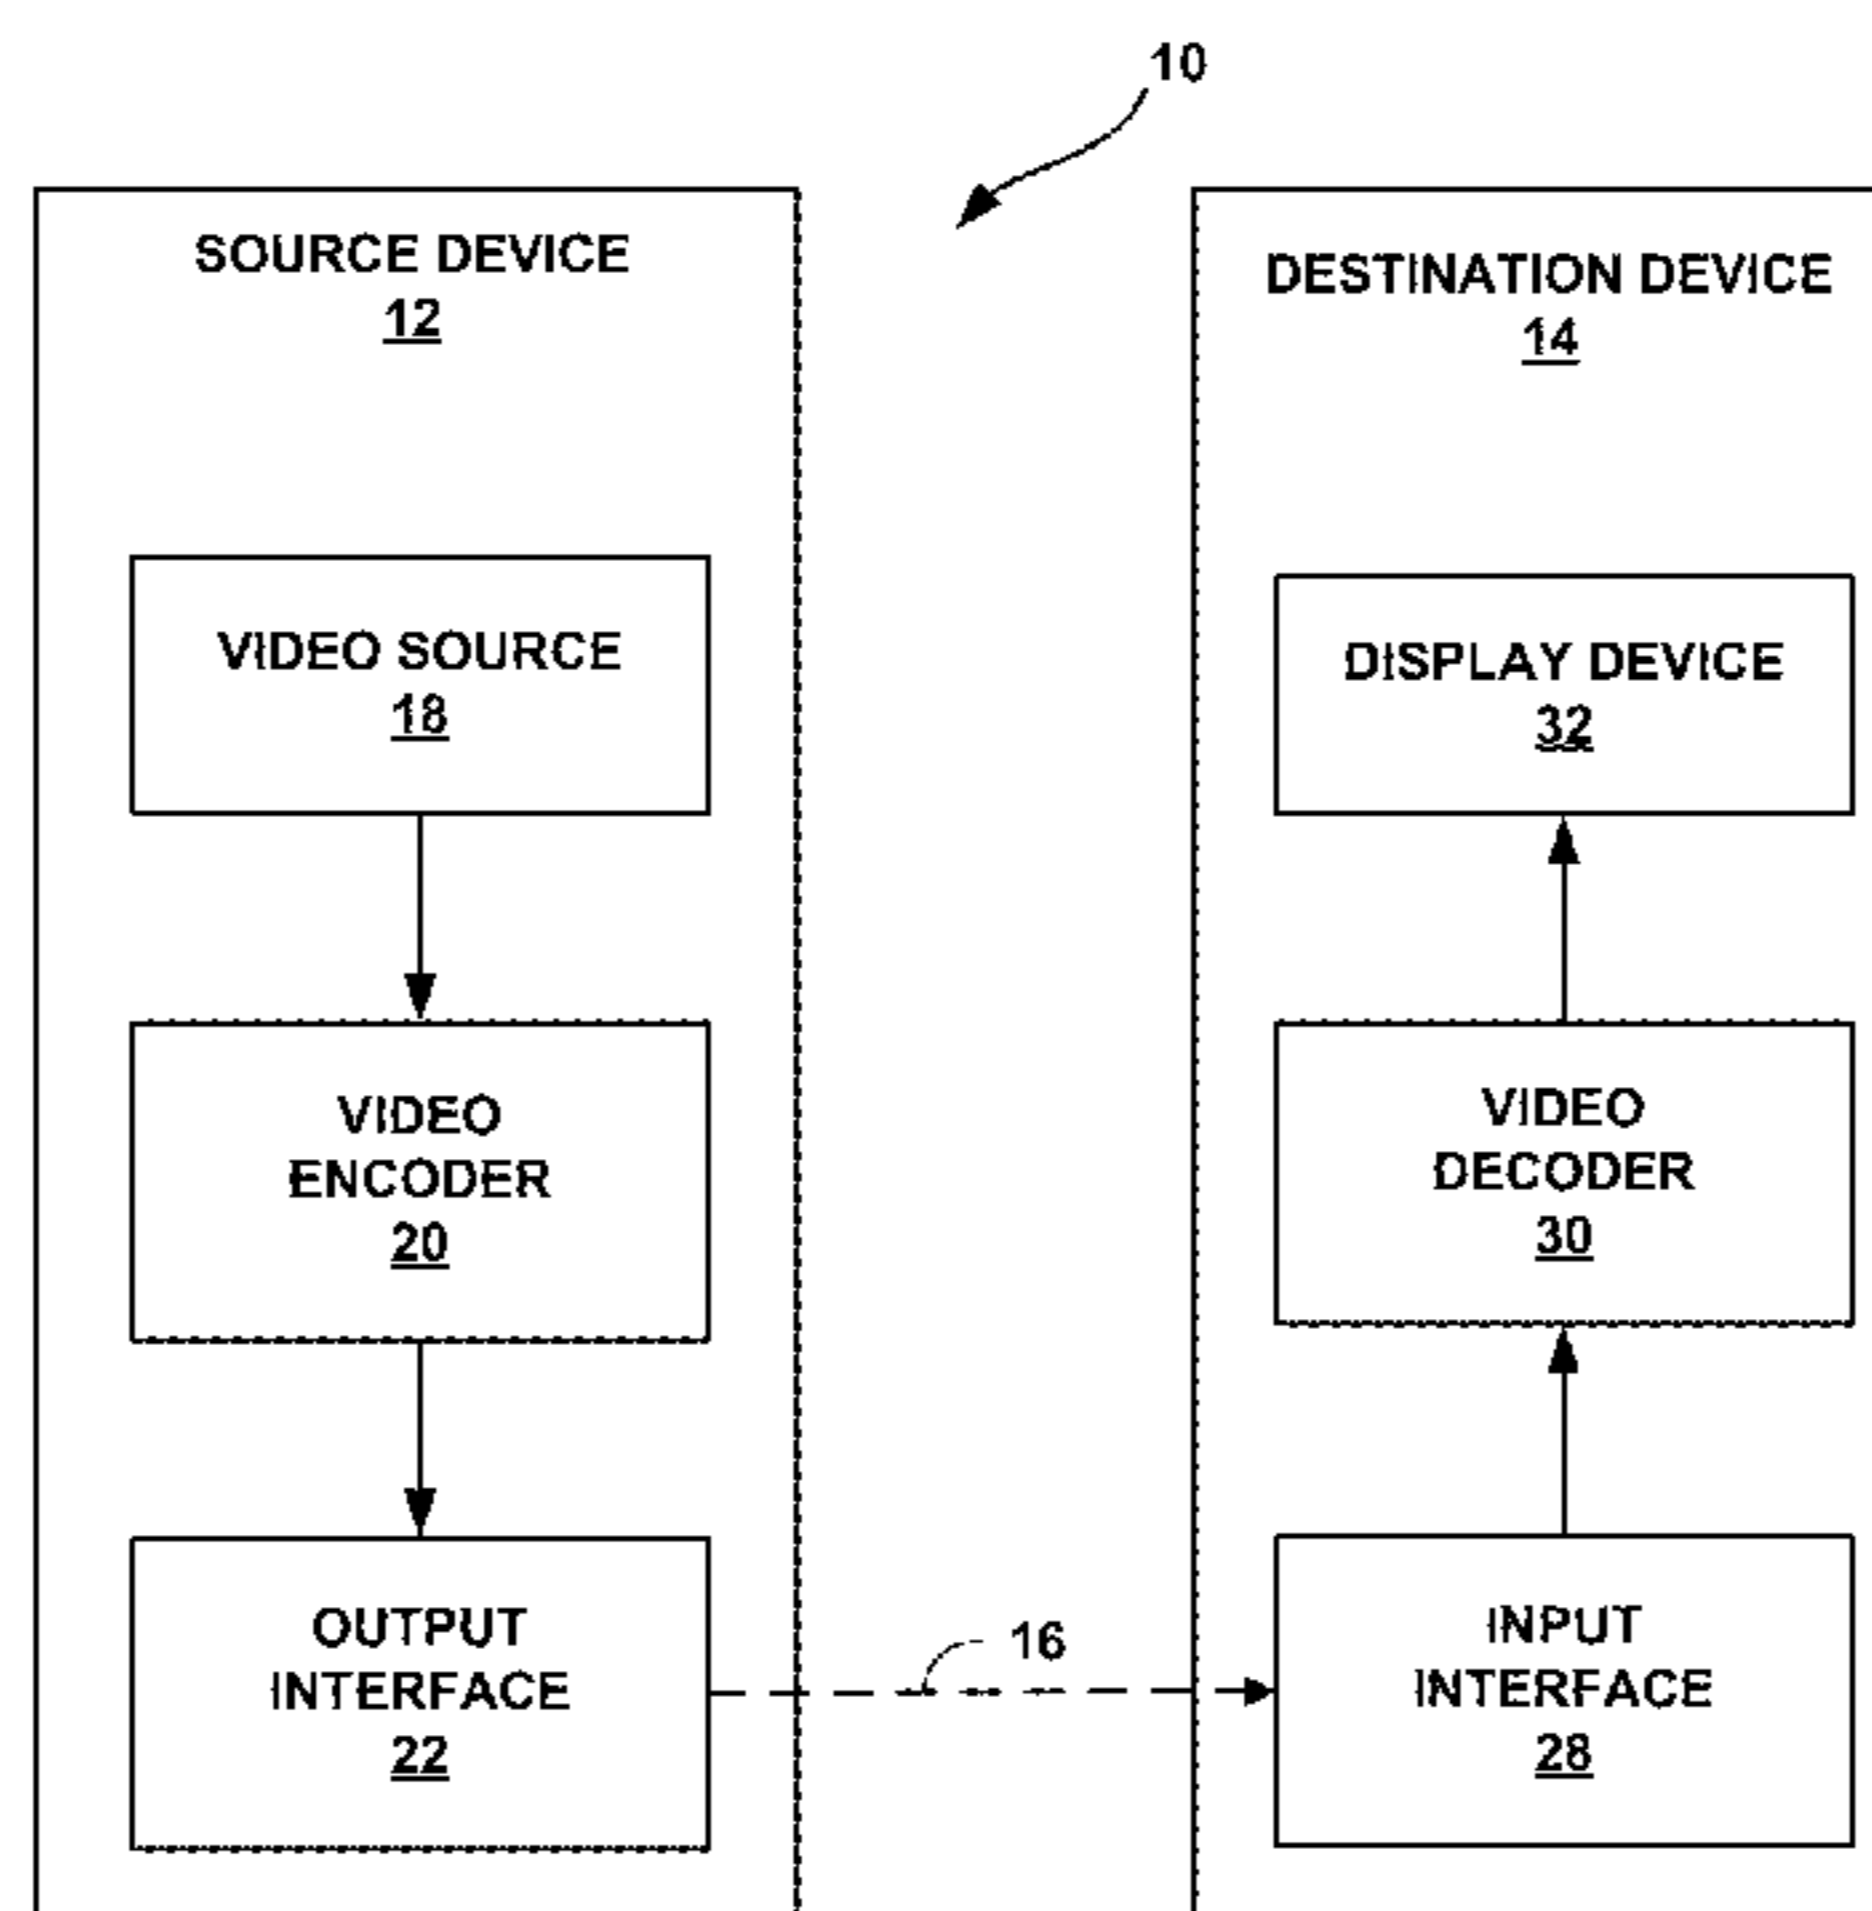 10
SOURCE DEVICE
12
VIDEO SOURCE
18
VIDEO
ENCODER
20
OUTPUT
INTERFACE
22
16
DESTINATION DEVICE
14
DISPLAY DEVICE
32
VIDEO
DECODER
30
INPUT
INTERFACE
28